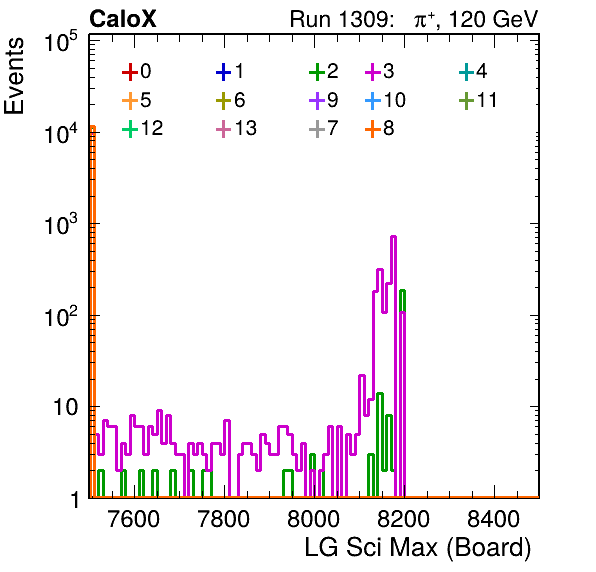 CaloX Run 1309: π⁺, 120 GeV
Events
10⁵
0 1 2 3 4
5 6 9 10 11
12 13 7 8
10⁴
10³
10²
10
1
7600 7800 8000 8200 8400
LG Sci Max (Board)